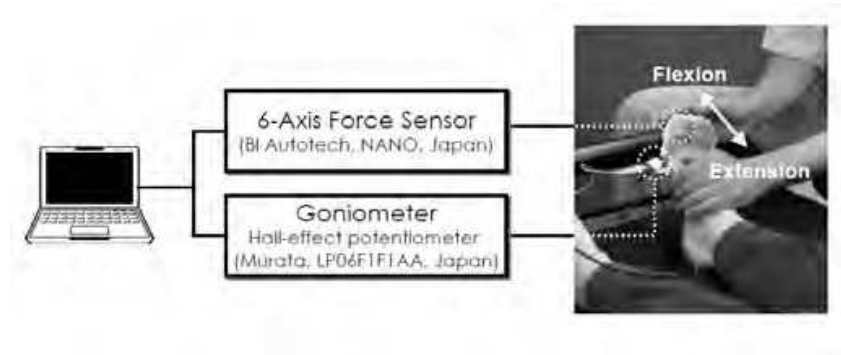 6-Axis Force Sensor
(BI Autotech, NANO, Japan)
Goniometer
Hall-effect potentiometer
(Murata, LP06F1F1AA, Japan)
Flexion
Extension